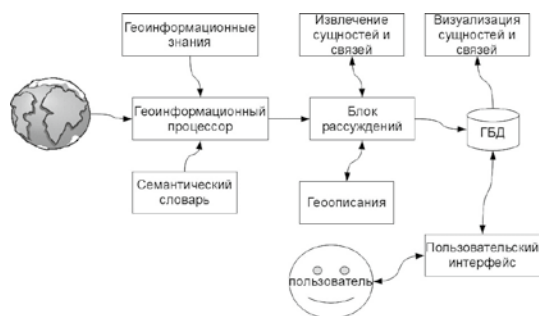 Геоинформационные
знания
Извлечение
сущностей и
связей
Визуализация
сущностей и
связей
Геоинформационный
процессор
Блок
рассуждений
ГБД
Семантический
словарь
Геоописания
Пользовательский
интерфейс
пользователь